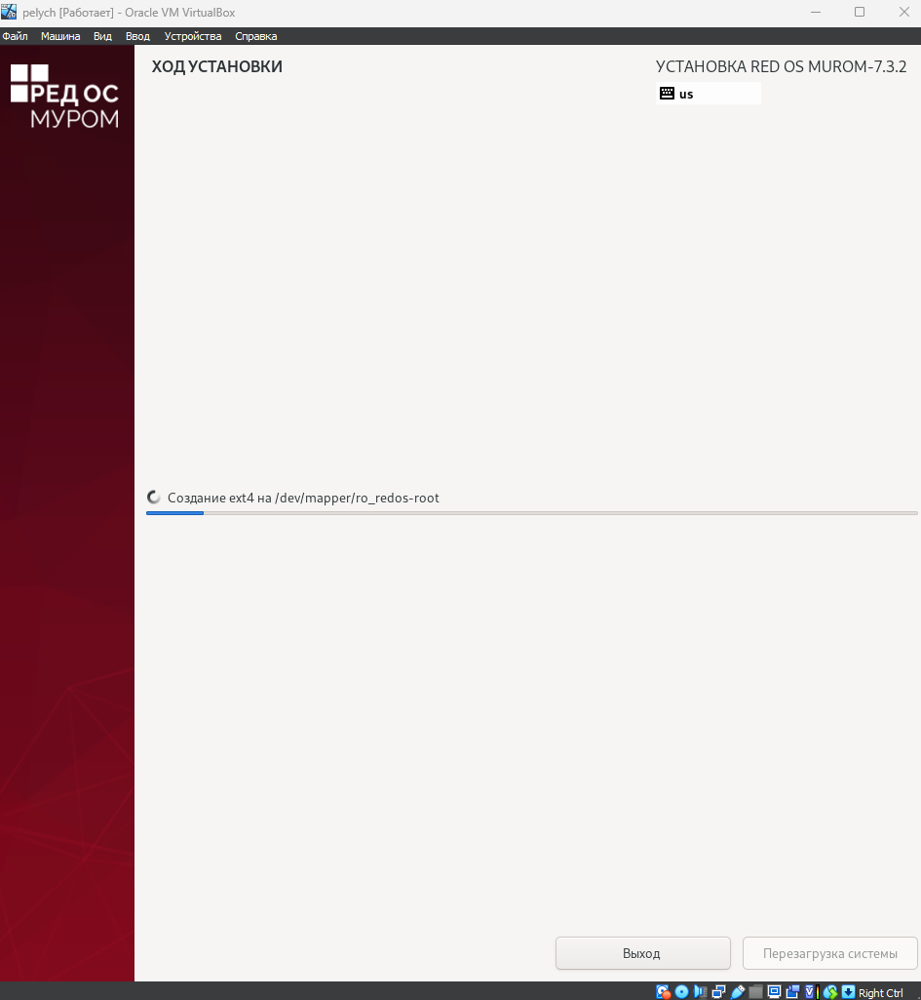 pelych [Работает] - Oracle VM VirtualBox
Файл Машина Вид Ввод Устройства Справка
РЕД ОС
МУРОМ
ХОД УСТАНОВКИ
УСТАНОВКА RED OS MUROM-7.3.2
us
Создание ext4 на /dev/mapper/ro_redos-root
Выход
Перезагрузка системы
Right Ctrl